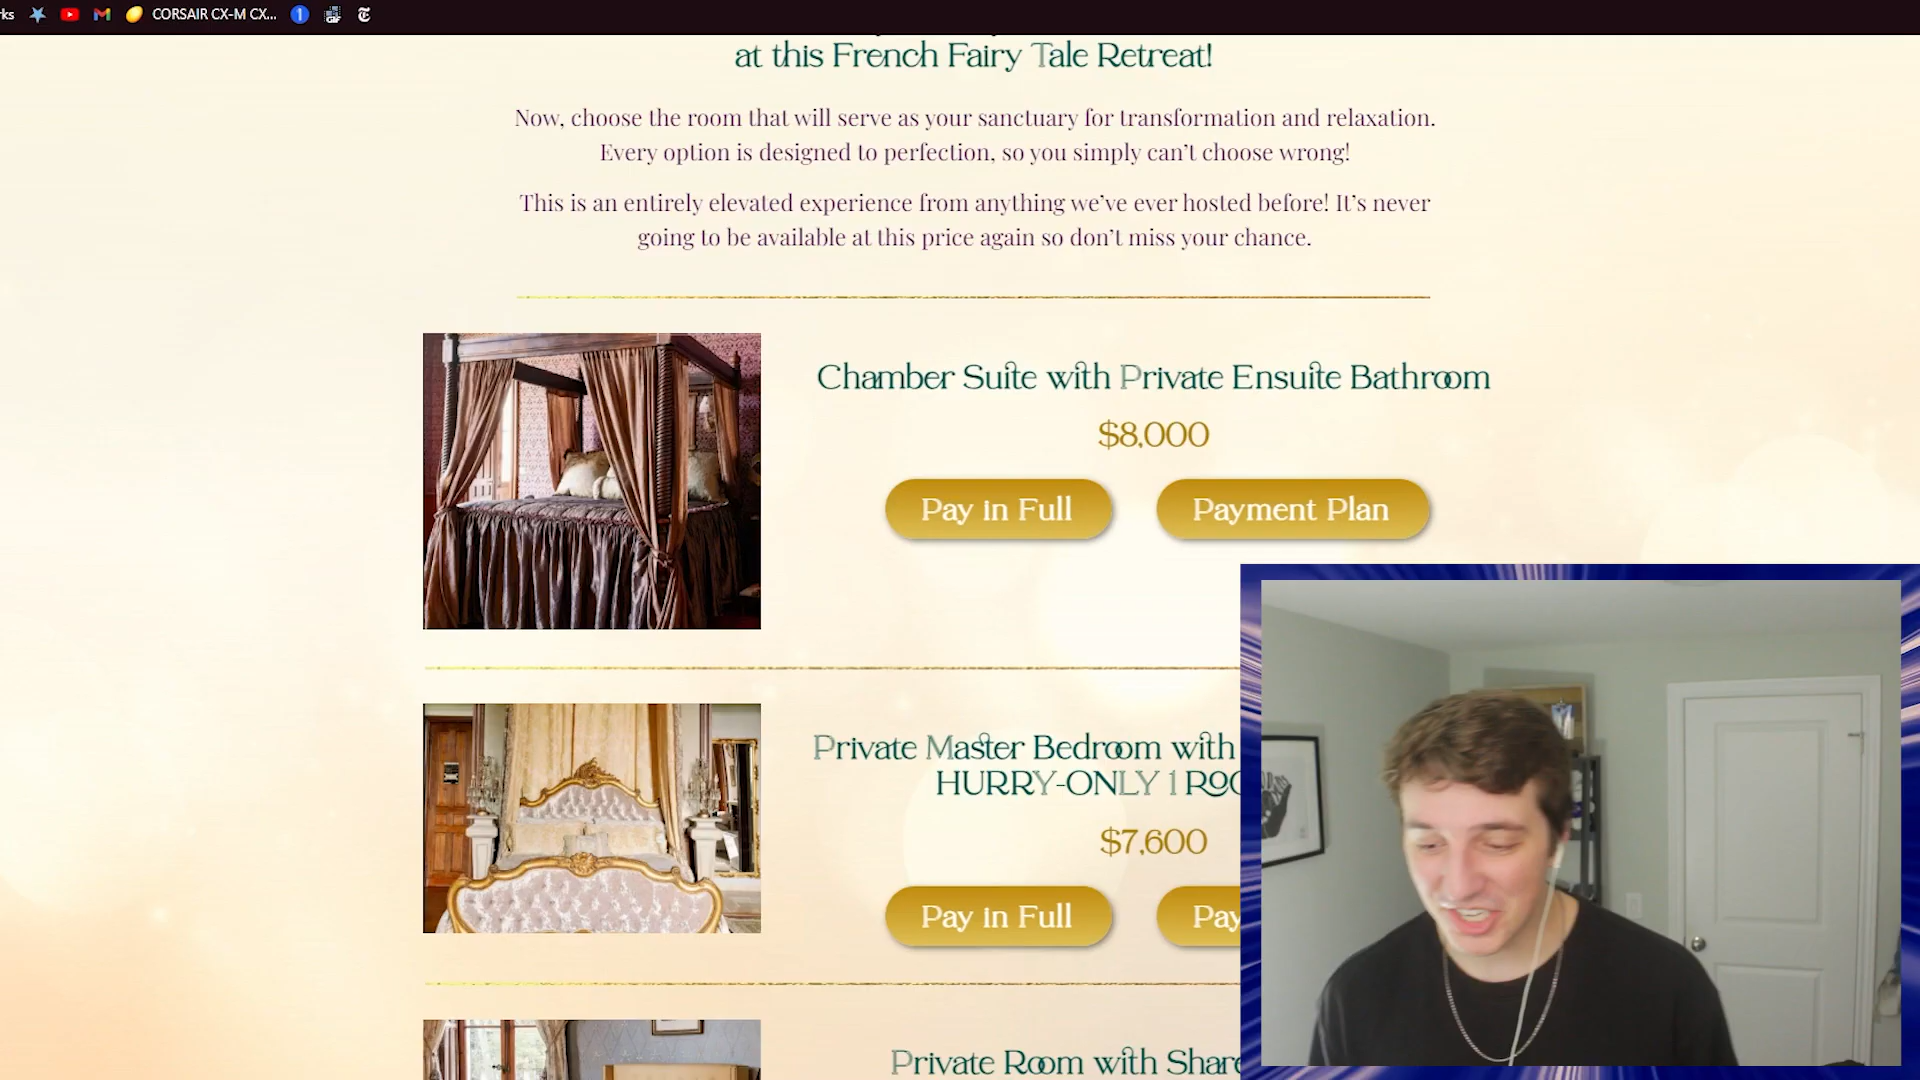 rks
CORSAIR CX-M CX...
at this French Fairy Tale Retreat!
Now, choose the room that will serve as your sanctuary for transformation and relaxation.
Every option is designed to perfection, so you simply can't choose wrong!
This is an entirely elevated experience from anything we've ever hosted before! It's never
going to be available at this price again so don't miss your chance.
Chamber Suite with Private Ensuite Bathroom
$8,000
Pay in Full
Payment Plan
Private Master Bedroom with
HURRY-ONLY 1
$7,600
Pay in Full
Pay
Private Room with